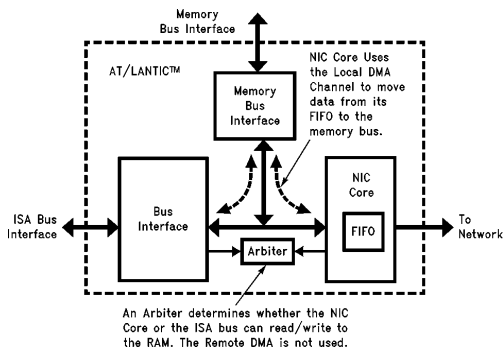 Memory
Bus Interface
AT/LANTIC™
NIC Core Uses
the Local DMA
Channel to move
data from its
FIFO to the
memory bus.
Memory
Bus
Interface
ISA Bus
Interface
Bus
Interface
NIC
Core
FIFO
To
Network
Arbiter
An Arbiter determines whether the NIC
Core or the ISA bus can read/write to
the RAM. The Remote DMA is not used.